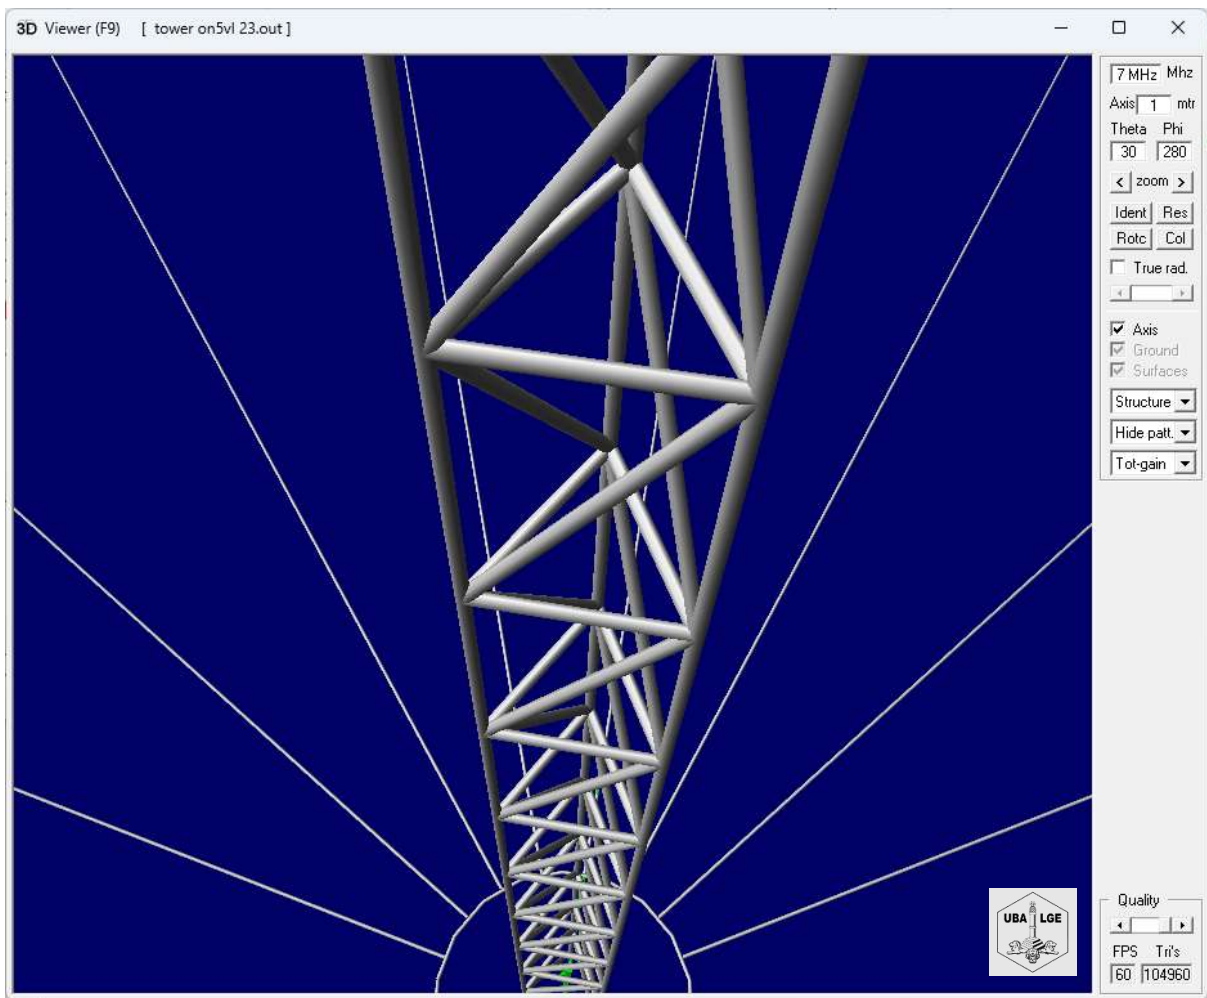 3D Viewer (F9) [ tower on5vl 23.out ]
7 MHz Mhz
Axis 1 mtr
Theta Phi
30 280
< zoom >
Ident Res
Rotc Col
True rad.
Axis
Ground
Surfaces
Structure
Hide patt.
Tot-gain
UBA LGE
Quality
FPS Tri's
60 104960